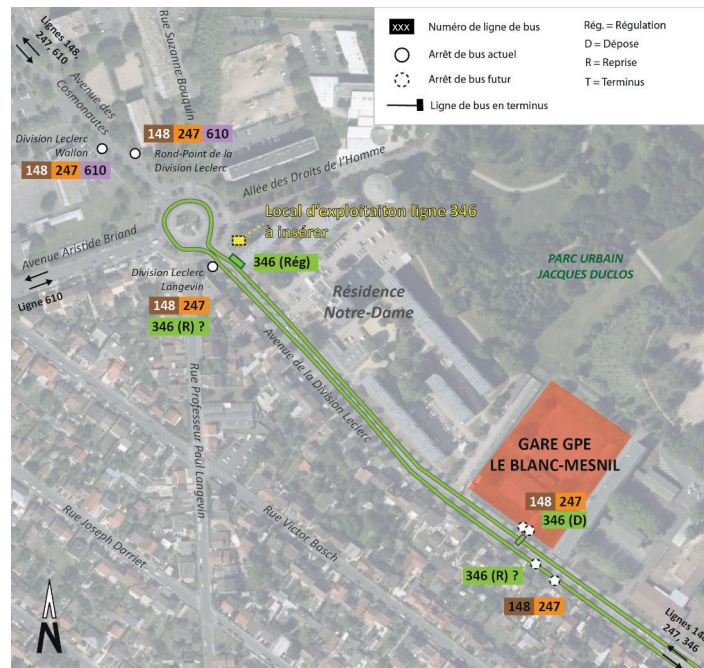 Lignes 148,
247, 610
Rue Suzanne Bouquin
Avenue des
Cosmonautes
XXX
Numéro de ligne de bus
Arrêt de bus actuel
Arrêt de bus futur
Ligne de bus en terminus
Rég. = Régulation
D = Dépose
R = Reprise
T = Terminus
148 247 610
Division Leclerc
Wallon
Rond-Point de la
Division Leclerc
148 247 610
Allée des Droits de l'Homme
Local d'exploitaiton ligne 346
à insérer
Avenue Aristide Briand
346 (Rég)
PARC URBAIN
JACQUES DUCLOS
Ligne 610
Division Leclerc
Langevin
148 247
346 (R) ?
Résidence
Notre-Dame
Avenue de la Division Leclerc
Rue Professeur Paul Langevin
GARE GPE
LE BLANC-MESNIL
148 247
346 (D)
Rue Joseph Dorriet
Rue Victor Basch
346 (R) ?
148 247
Lignes 148,
247, 346
N